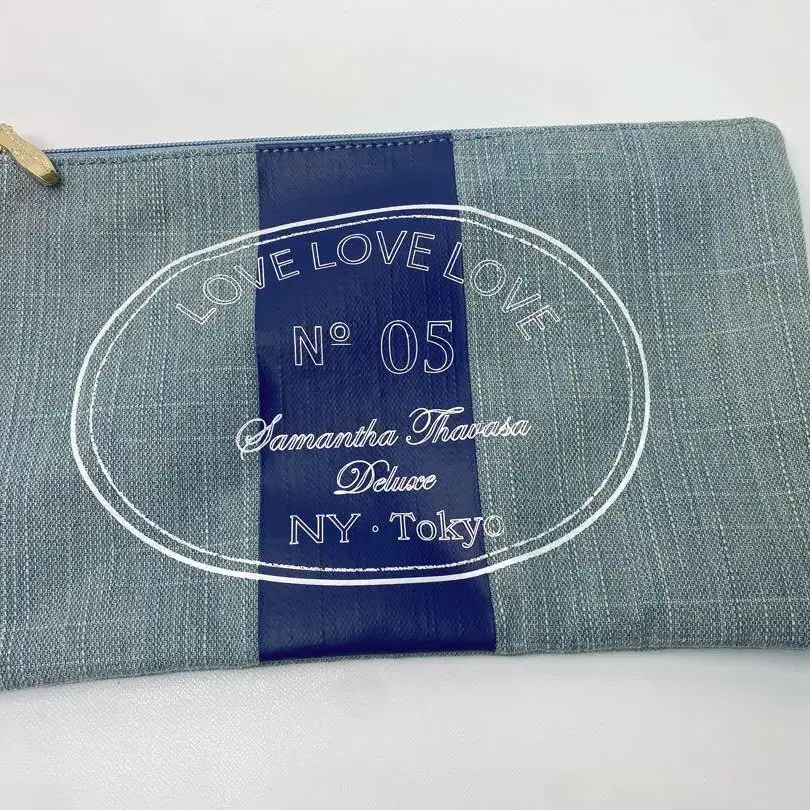 LOVE LOVE LOVE
Nº 05
Samantha Thavasa
Deluxe
NY · Tokyo